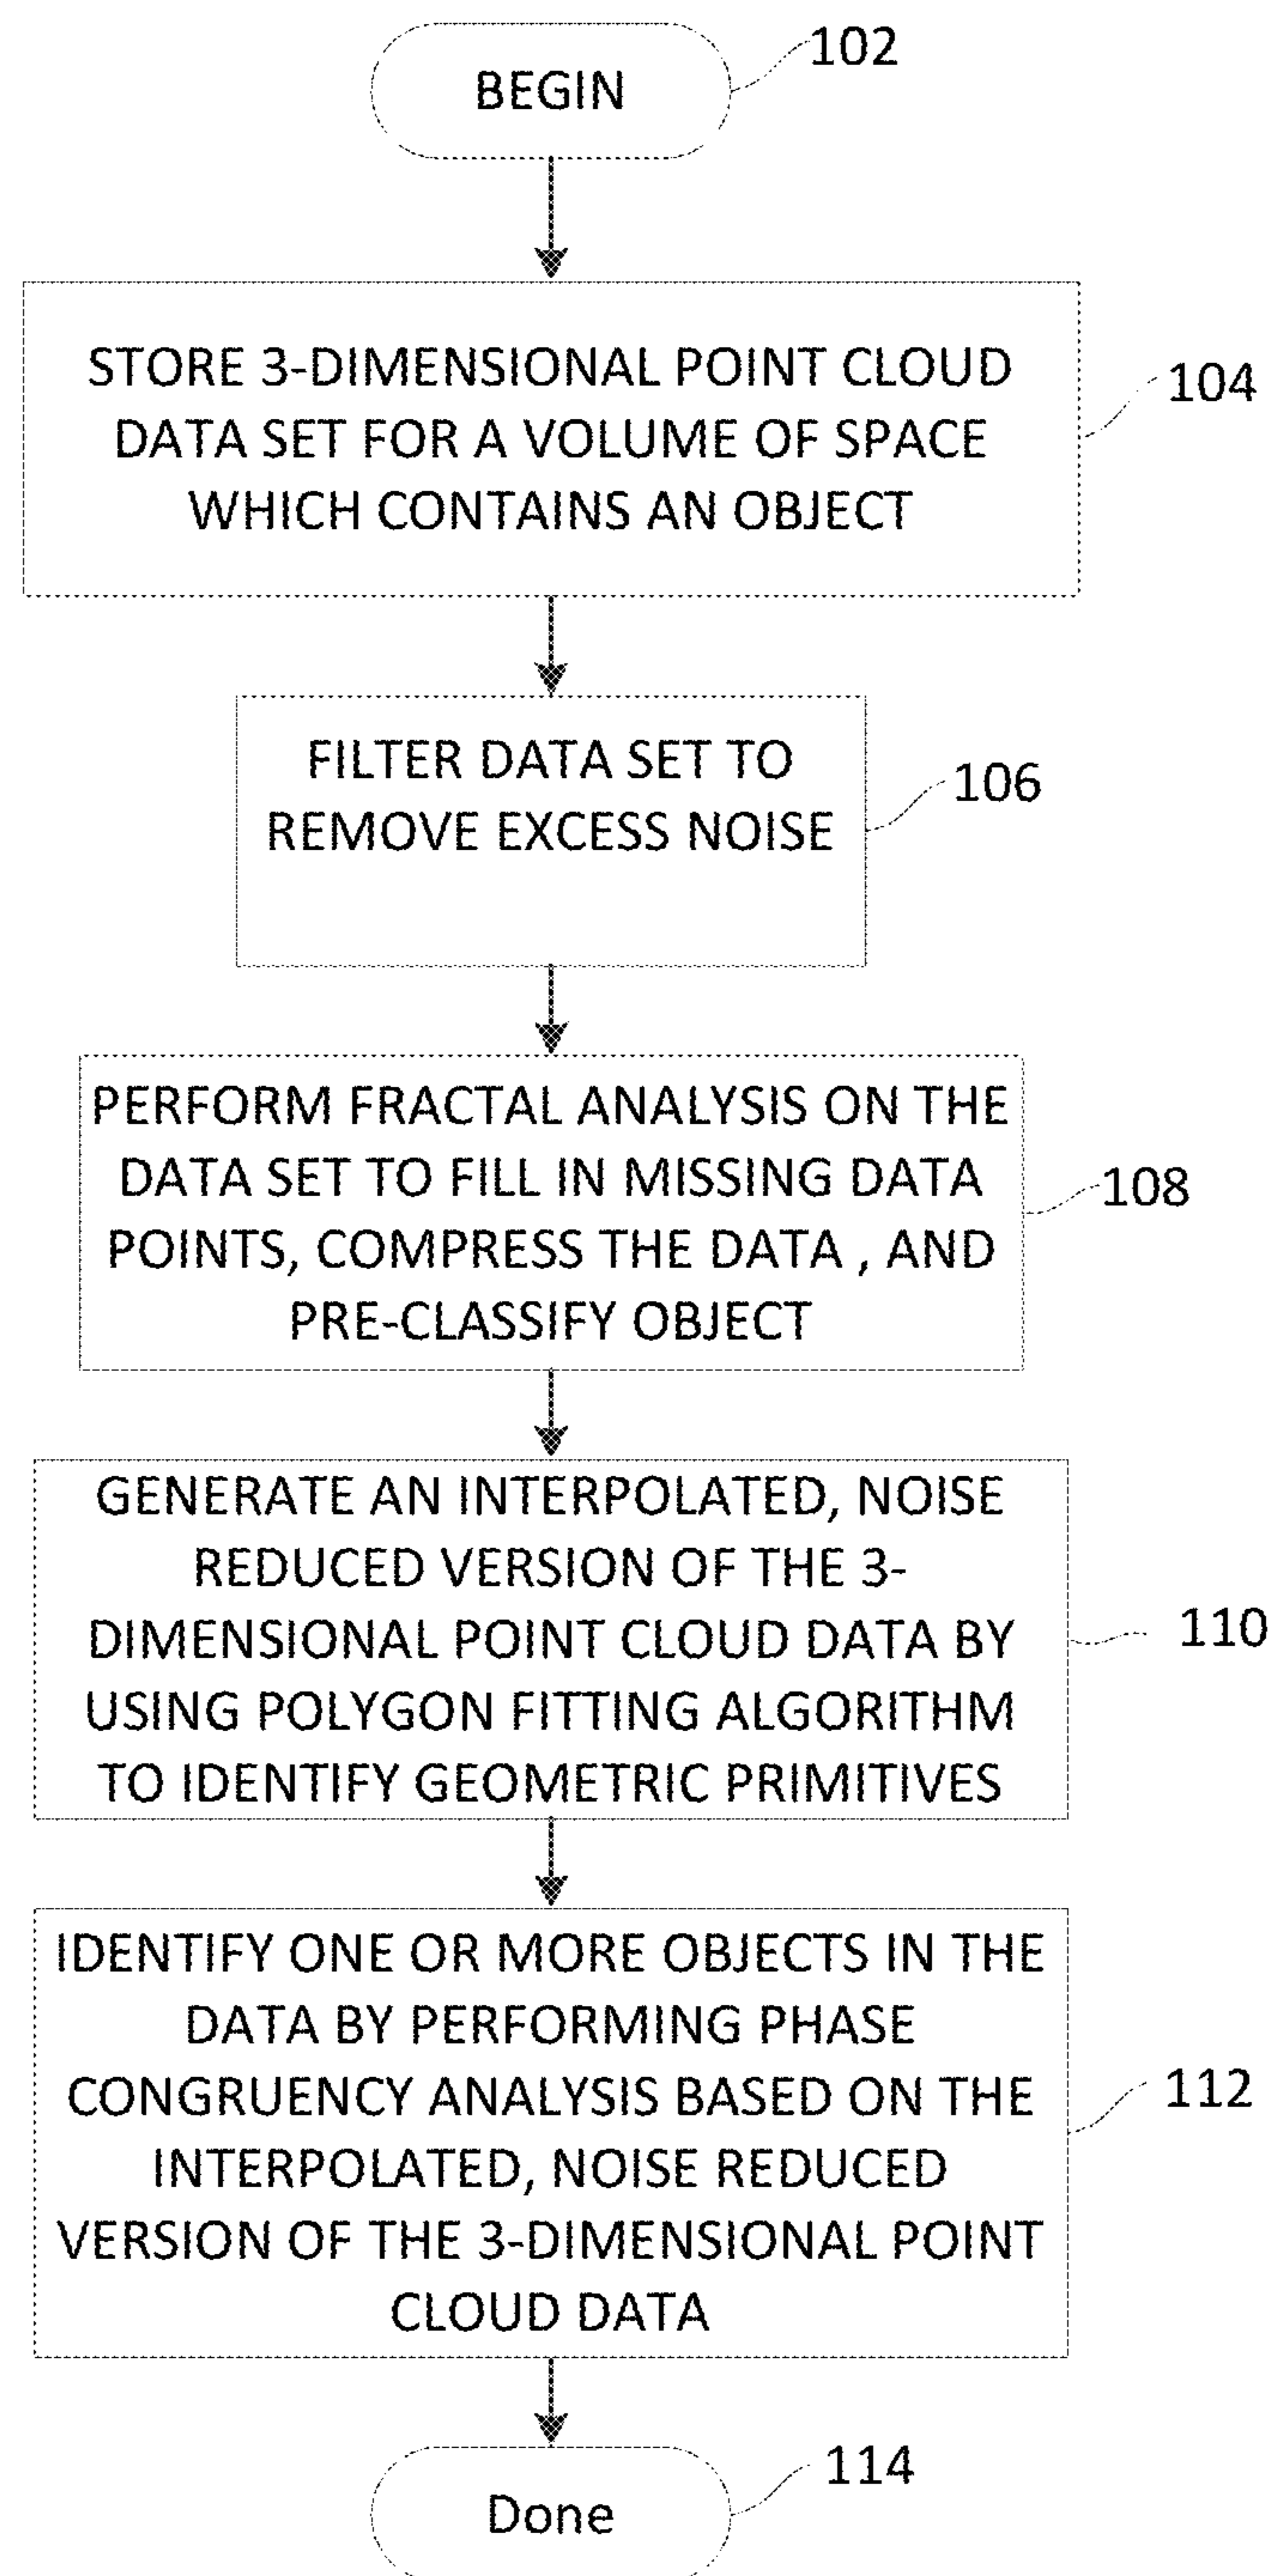 BEGIN
102
STORE 3-DIMENSIONAL POINT CLOUD
DATA SET FOR A VOLUME OF SPACE
WHICH CONTAINS AN OBJECT
104
FILTER DATA SET TO
REMOVE EXCESS NOISE
106
PERFORM FRACTAL ANALYSIS ON THE
DATA SET TO FILL IN MISSING DATA
POINTS, COMPRESS THE DATA , AND
PRE-CLASSIFY OBJECT
108
GENERATE AN INTERPOLATED, NOISE
REDUCED VERSION OF THE 3-
DIMENSIONAL POINT CLOUD DATA BY
USING POLYGON FITTING ALGORITHM
TO IDENTIFY GEOMETRIC PRIMITIVES
110
IDENTIFY ONE OR MORE OBJECTS IN THE
DATA BY PERFORMING PHASE
CONGRUENCY ANALYSIS BASED ON THE
INTERPOLATED, NOISE REDUCED
VERSION OF THE 3-DIMENSIONAL POINT
CLOUD DATA
112
Done
114